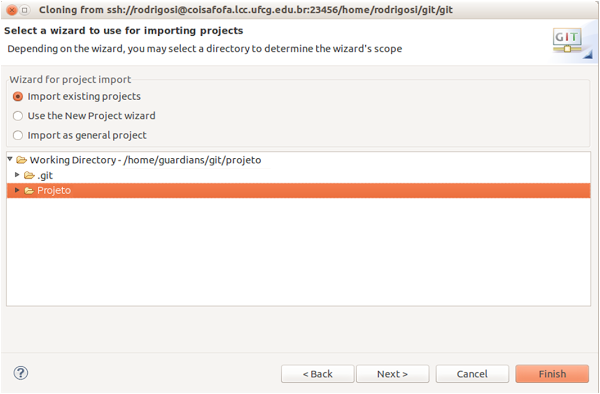 Cloning from ssh://rodrigosi@coisafofa.lcc.ufcg.edu.br:23456/home/rodrigosi/git/git
Select a wizard to use for importing projects
Depending on the wizard, you may select a directory to determine the wizard's scope
GIT
Wizard for project import
Import existing projects
Use the New Project wizard
Import as general project
Working Directory - /home/guardians/git/projeto
.git
Projeto
?
< Back Next > Cancel Finish